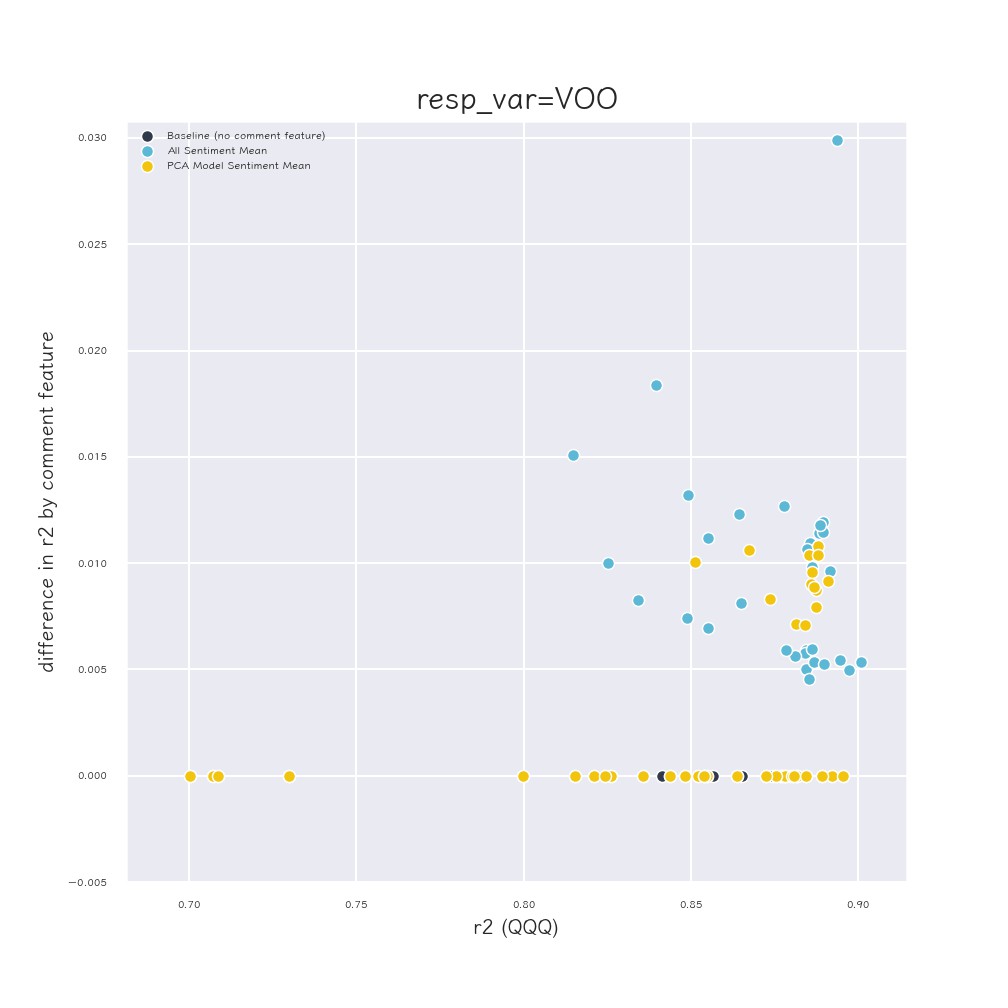 resp_var=VOO
Baseline (no comment feature)
All Sentiment Mean
PCA Model Sentiment Mean
difference in r2 by comment feature
0.030
0.025
0.020
0.015
0.010
0.005
0.000
−0.005
0.70
0.75
0.80
0.85
0.90
r2 (QQQ)